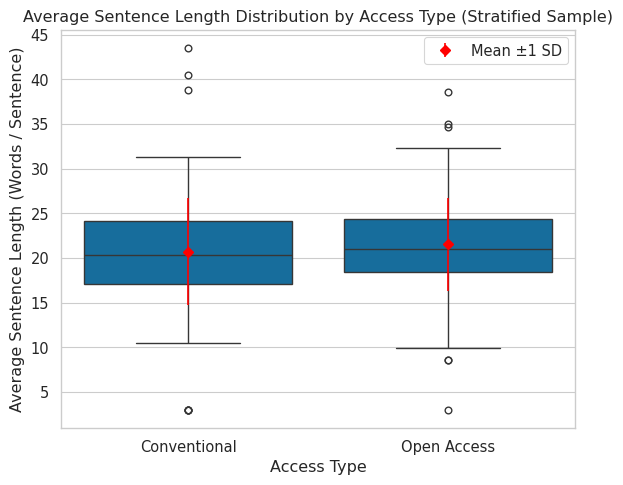 Average Sentence Length Distribution by Access Type (Stratified Sample)
Average Sentence Length (Words / Sentence)
45
40
35
30
25
20
15
10
5
Mean ±1 SD
Conventional
Open Access
Access Type